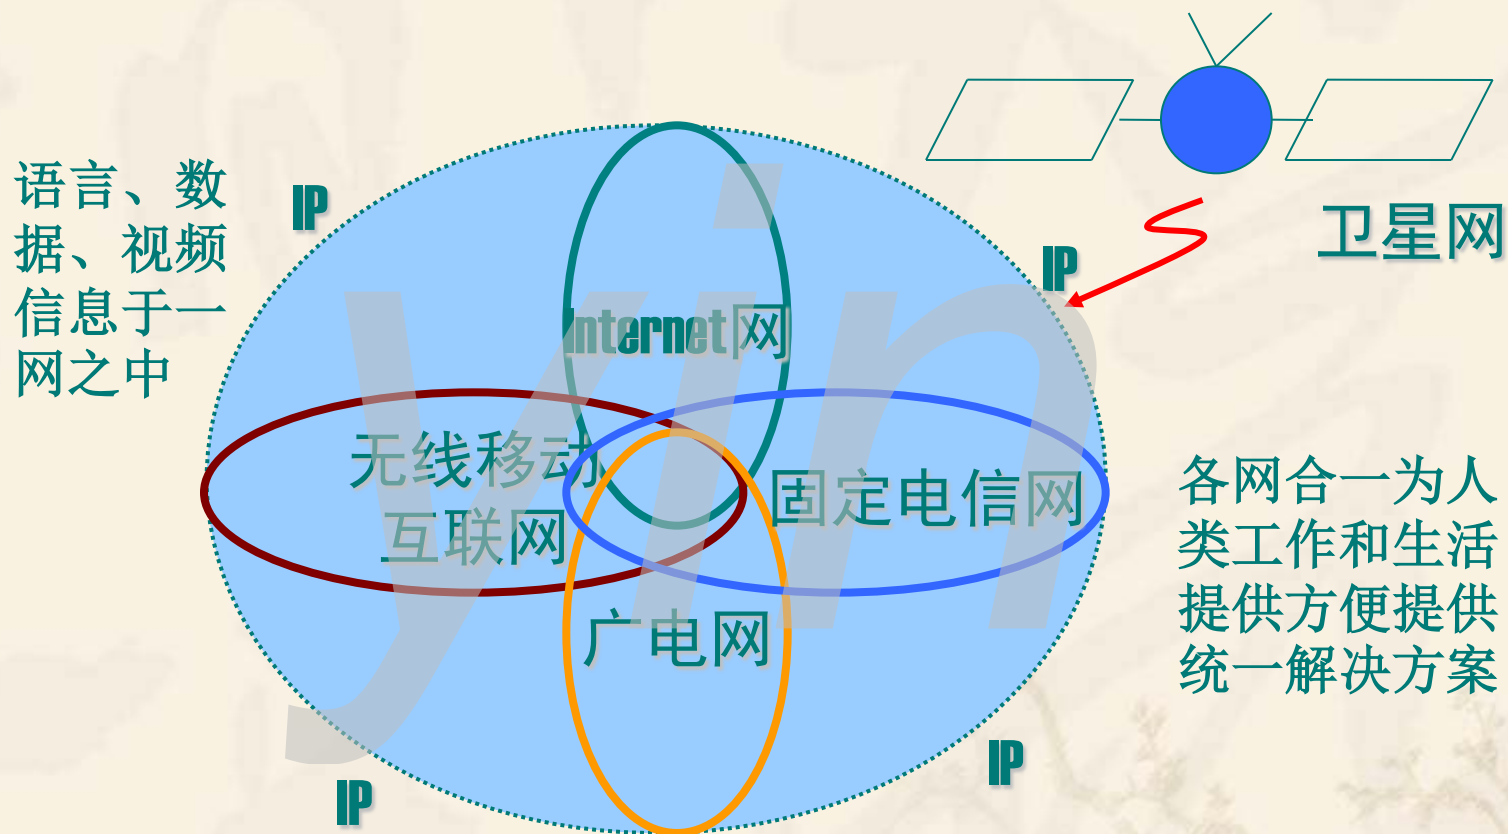 语言、数
据、视频
信息于一
网之中
IP
IP
卫星网
Internet网
无线移动
互联网
固定电信网
广电网
各网合一为人
类工作和生活
提供方便提供
统一解决方案
IP
IP
yin